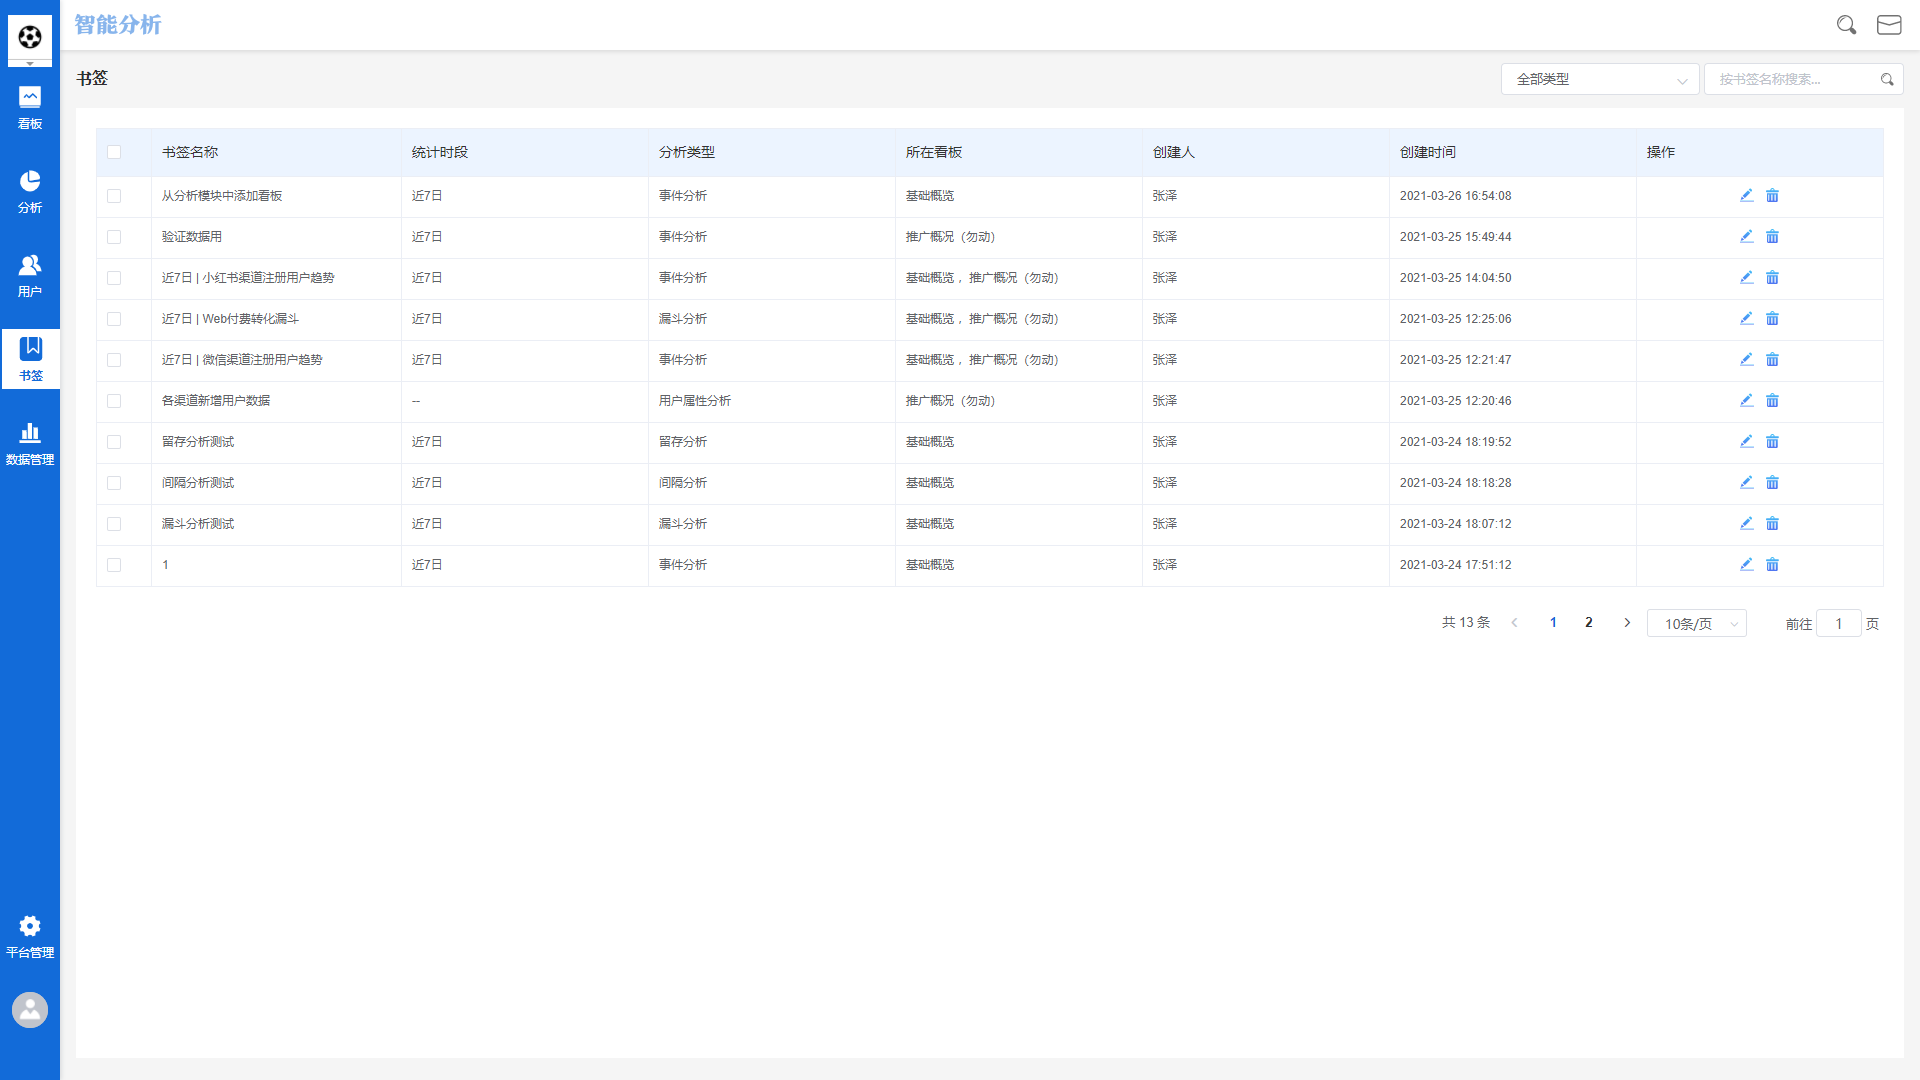 智能分析
看板
分析
用户
书签
数据管理
平台管理
书签
全部类型
按书签名称搜索...
书签名称 统计时段 分析类型 所在看板 创建人 创建时间 操作
从分析模块中添加看板 近7日 事件分析 基础概览 张泽 2021-03-26 16:54:08
验证数据用 近7日 事件分析 推广概况（勿动） 张泽 2021-03-25 15:49:44
近7日 | 小红书渠道注册用户趋势 近7日 事件分析 基础概览 ，推广概况（勿动） 张泽 2021-03-25 14:04:50
近7日 | Web付费转化漏斗 近7日 漏斗分析 基础概览 ，推广概况（勿动） 张泽 2021-03-25 12:25:06
近7日 | 微信渠道注册用户趋势 近7日 事件分析 基础概览 ，推广概况（勿动） 张泽 2021-03-25 12:21:47
各渠道新增用户数据 -- 用户属性分析 推广概况（勿动） 张泽 2021-03-25 12:20:46
留存分析测试 近7日 留存分析 基础概览 张泽 2021-03-24 18:19:52
间隔分析测试 近7日 间隔分析 基础概览 张泽 2021-03-24 18:18:28
漏斗分析测试 近7日 漏斗分析 基础概览 张泽 2021-03-24 18:07:12
1 近7日 事件分析 基础概览 张泽 2021-03-24 17:51:12
共 13 条 1 2 10条/页 前往 1 页